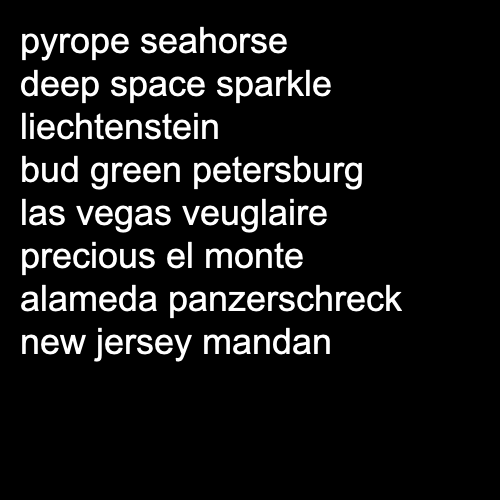 pyrope seahorse
deep space sparkle
liechtenstein
bud green petersburg
las vegas veuglaire
precious el monte
alameda panzerschreck
new jersey mandan